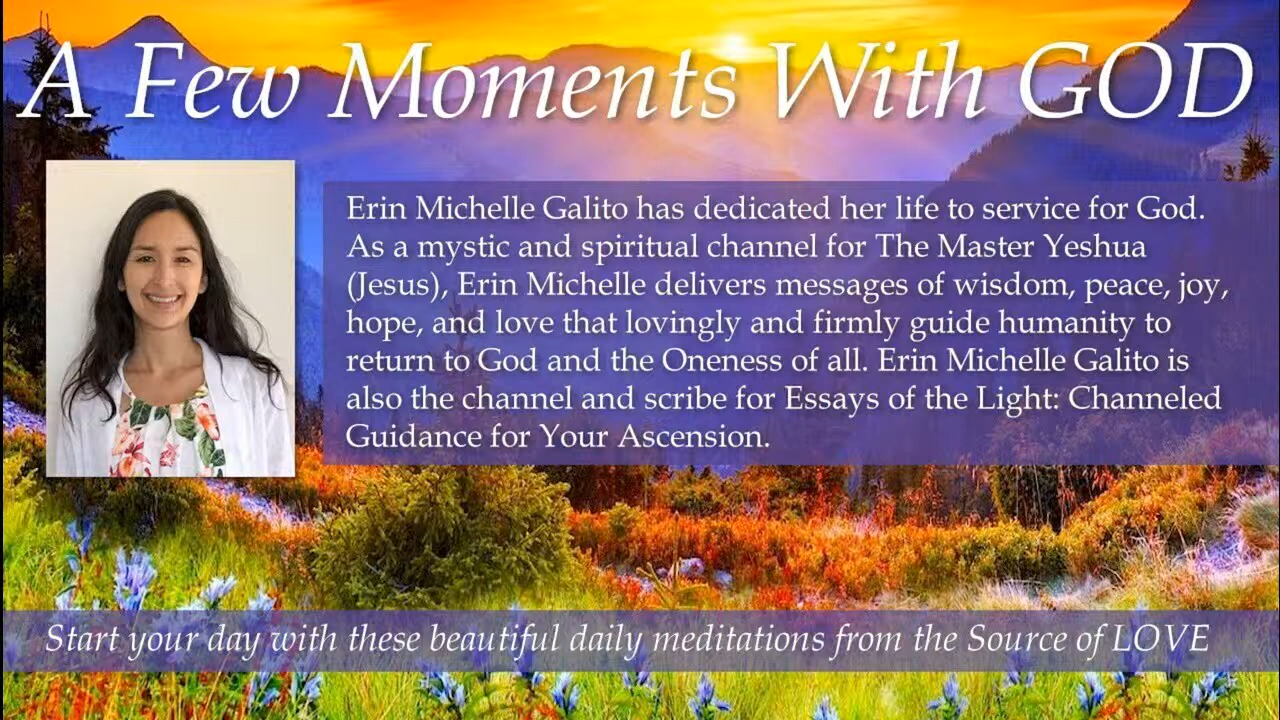 A Few Moments With GOD
Erin Michelle Galito has dedicated her life to service for God.
As a mystic and spiritual channel for The Master Yeshua
(Jesus), Erin Michelle delivers messages of wisdom, peace, joy,
hope, and love that lovingly and firmly guide humanity to
return to God and the Oneness of all. Erin Michelle Galito is
also the channel and scribe for Essays of the Light: Channeled
Guidance for Your Ascension.
Start your day with these beautiful daily meditations from the Source of LOVE